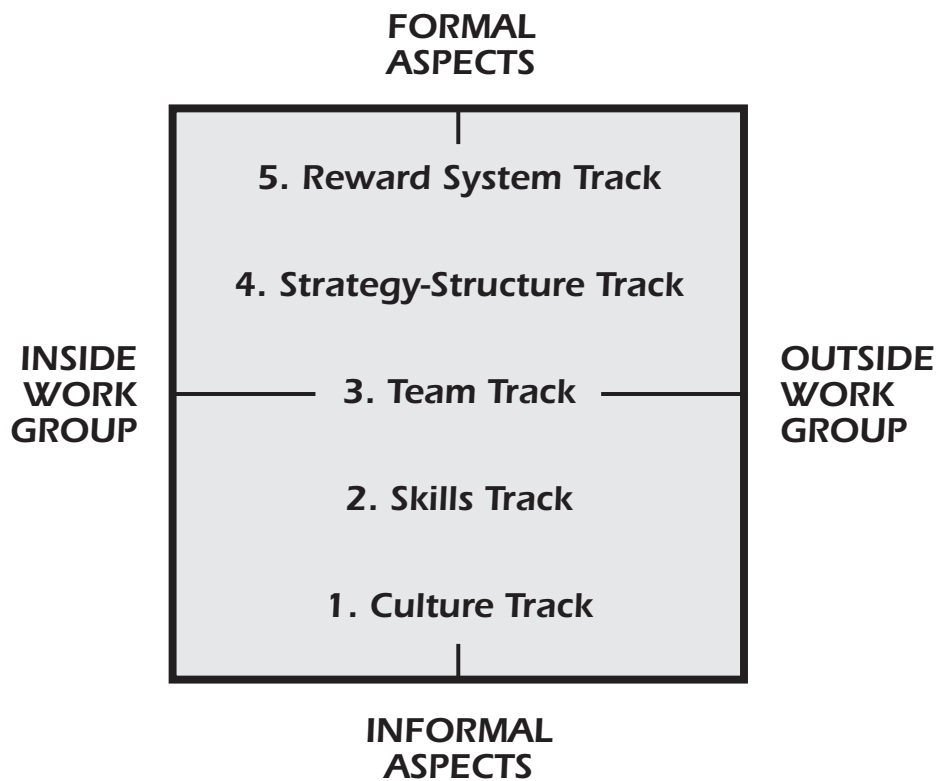 FORMAL
ASPECTS
5. Reward System Track
4. Strategy-Structure Track
INSIDE
WORK
GROUP
3. Team Track
OUTSIDE
WORK
GROUP
2. Skills Track
1. Culture Track
INFORMAL
ASPECTS